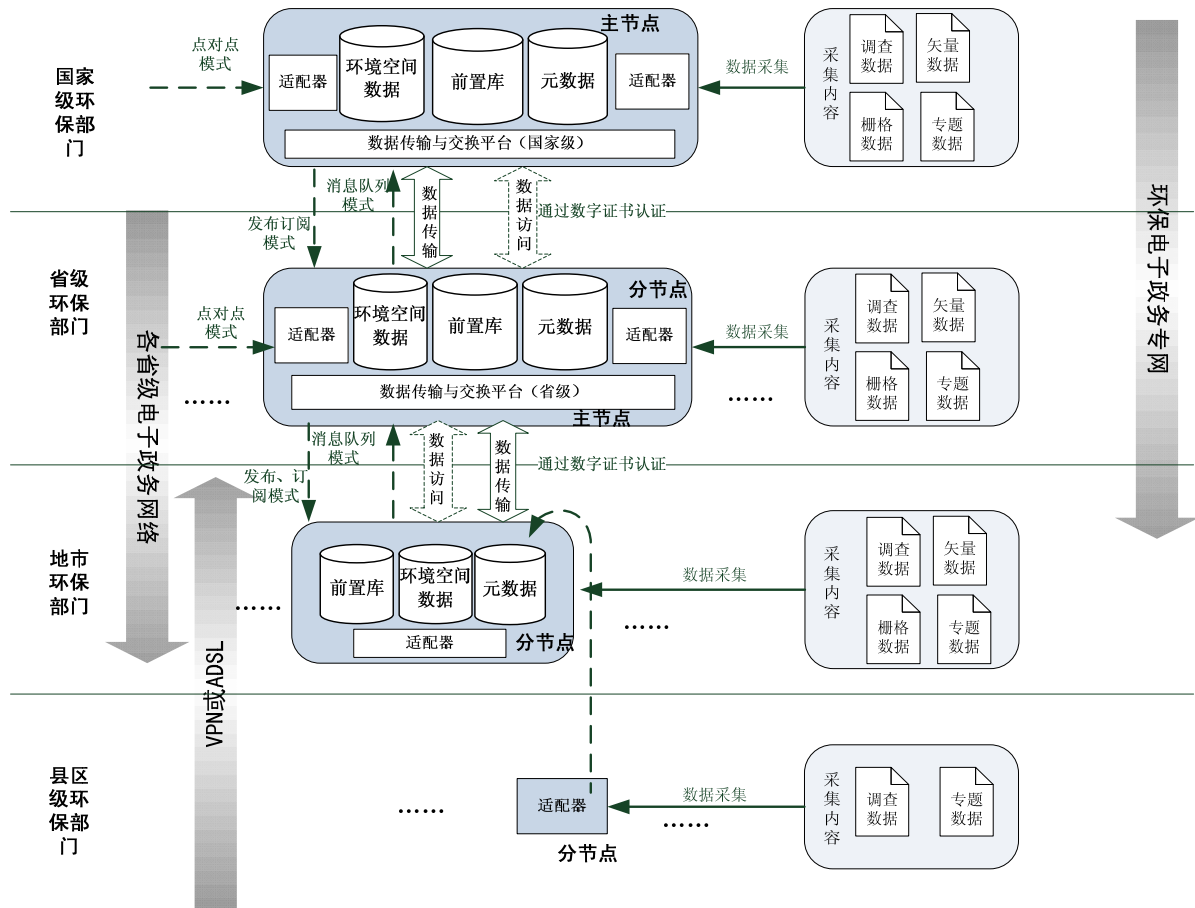 主节点
国家
级环
保部
门
点对点
模式
适配器
环境空间
数据
前置库
元数据
适配器
数据传输与交换平台（国家级）
数据采集
采集内容
调查
数据
矢量
数据
栅格
数据
专题
数据
消息队列
模式
发布订阅
模式
数据传输
数据访问
通过数字证书认证
环保电子政务专网
省级
环保
部门
点对点
模式
各省级电子政务网络
分节点
适配器
环境空间
数据
前置库
元数据
适配器
数据传输与交换平台（省级）
主节点
……
数据采集
……
采集内容
调查
数据
矢量
数据
栅格
数据
专题
数据
消息队列
模式
发布、订
阅模式
数据访问
数据传输
通过数字证书认证
地市
环保
部门
……
前置库
环境空间
数据
元数据
适配器
分节点
数据采集
……
采集内容
调查
数据
矢量
数据
栅格
数据
专题
数据
VPN或ADSL
县区
级环
保部
门
……
适配器
分节点
数据采集
……
采集内容
调查
数据
专题
数据